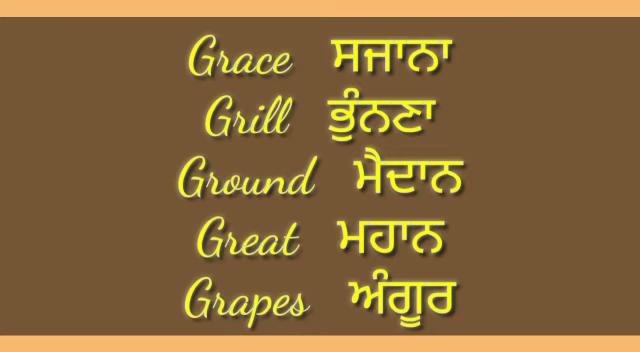 Grace ਸਜਾਨਾ
Grill ਭੁੰਨਣਾ
Ground ਮੈਦਾਨ
Great ਮਹਾਨ
Grapes ਅੰਗੂਰ